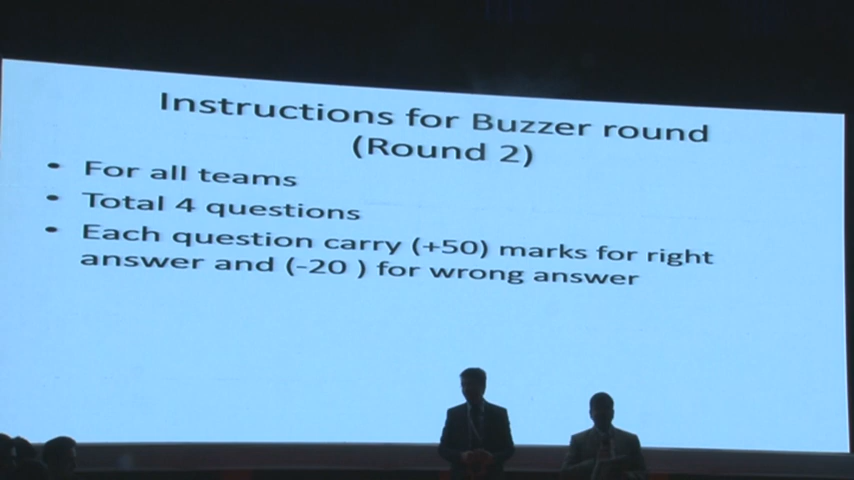 Instructions for Buzzer round
(Round 2)
• For all teams
• Total 4 questions
• Each question carry (+50) marks for right
answer and (-20 ) for wrong answer